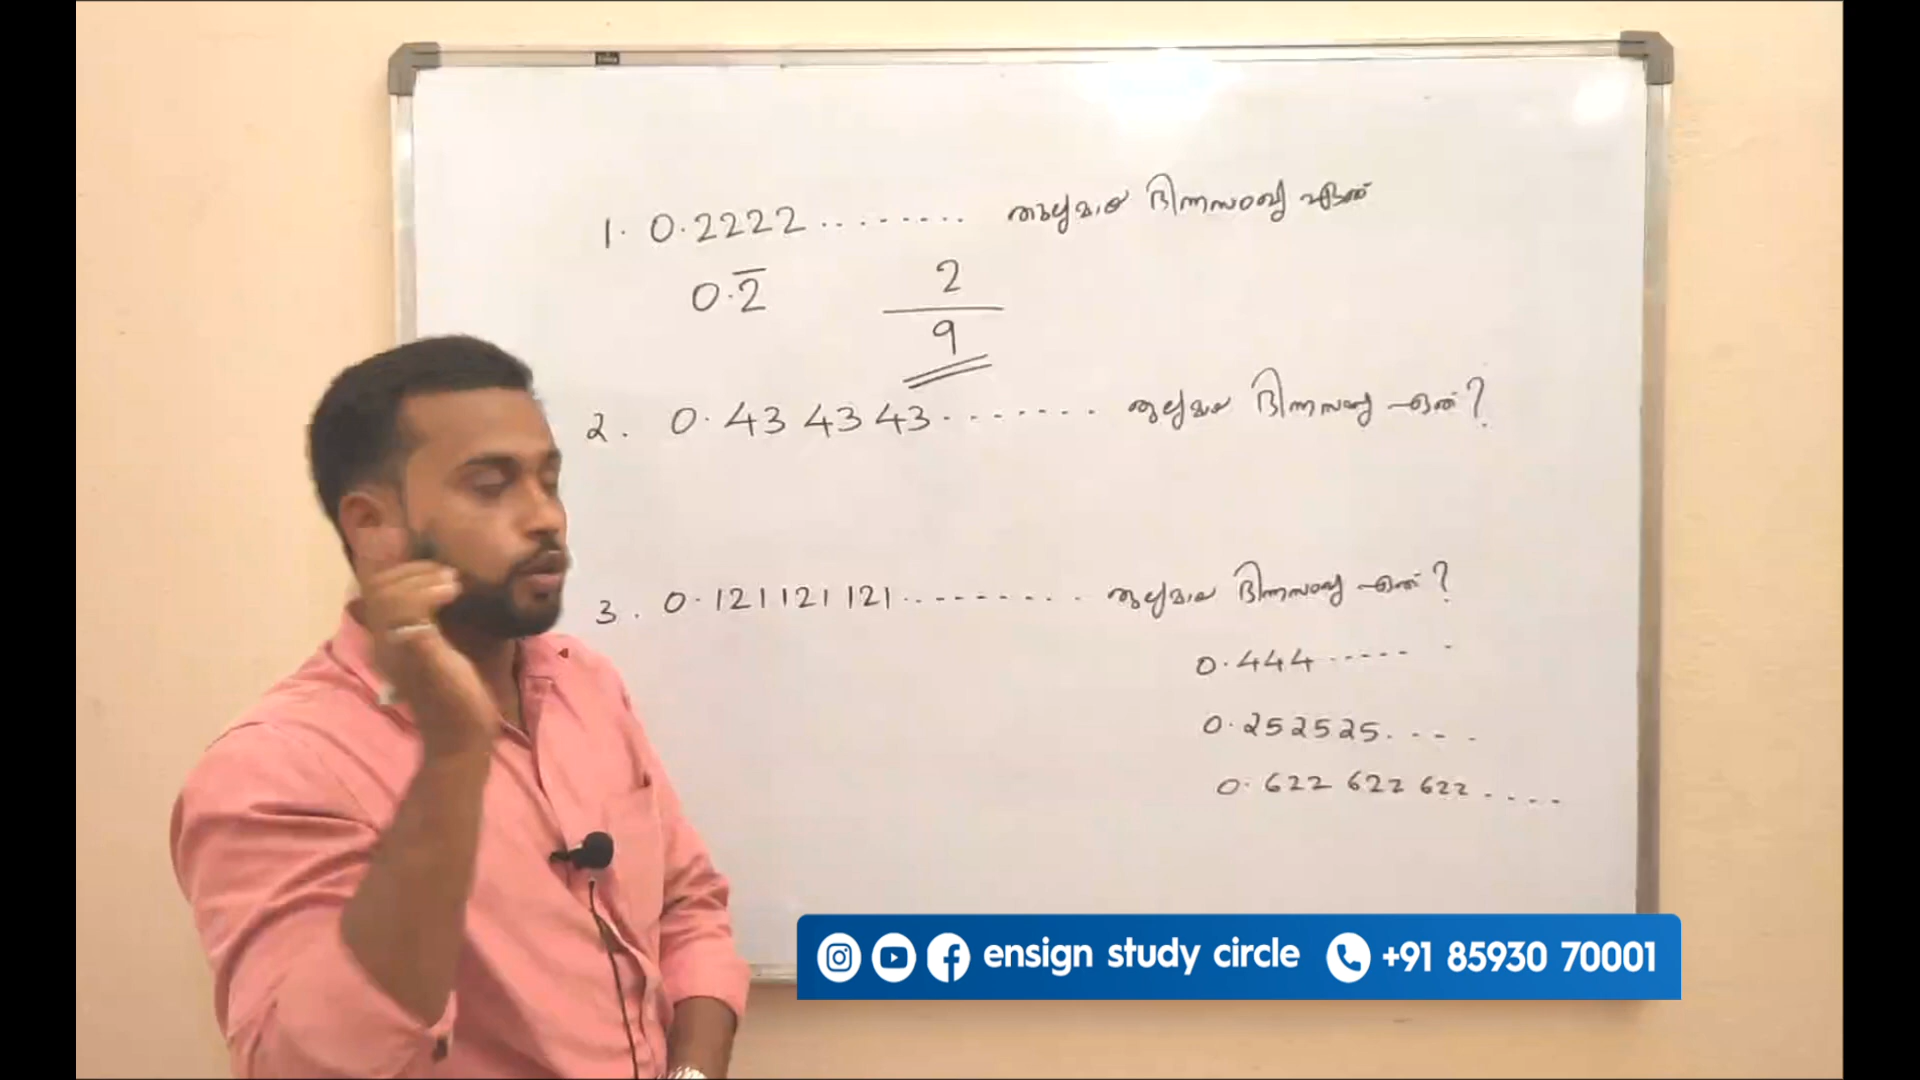 1. 0.2222........ തുല്യമായ ഭിന്നസംഖ്യ ഏത്
0.2̅ 2/9
2. 0.43 43 43....... തുല്യമായ ഭിന്നസംഖ്യ ഏത് ?
3. 0.121 121 121......... തുല്യമായ ഭിന്നസംഖ്യ ഏത് ?
0.444......
0.252525.....
0.622 622 622....
ensign study circle +91 85930 70001